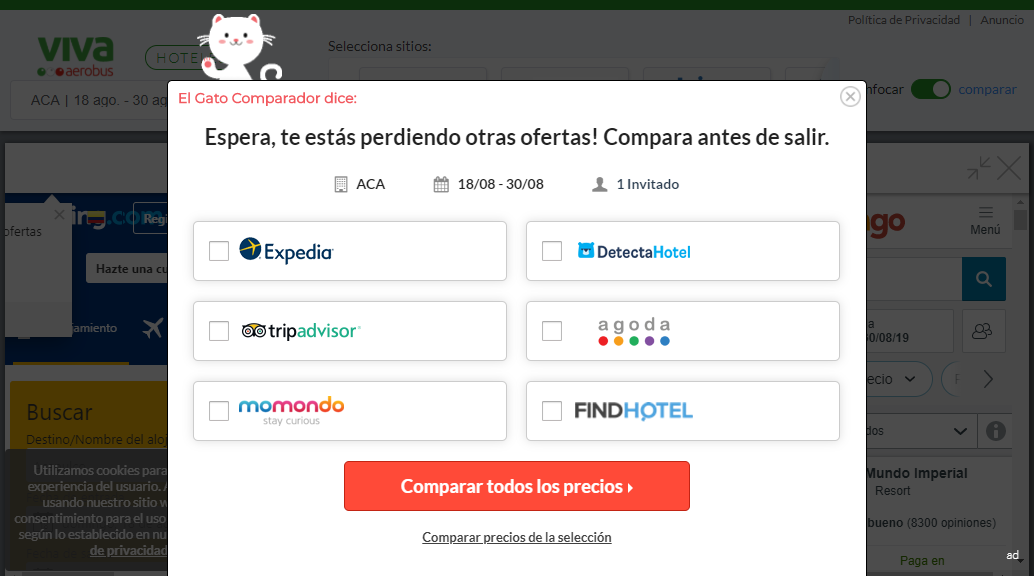 Política de Privacidad | Anuncio
viva
aerobus
HOTEL
Selecciona sitios:
ACA | 18 ago. - 30 ag
nfocar
comparar
El Gato Comparador dice:
Espera, te estás perdiendo otras ofertas! Compara antes de salir.
ACA
18/08 - 30/08
1 Invitado
Expedia
DetectaHotel
tripadvisor
agoda
momondo
stay curious
FINDHOTEL
Comparar todos los precios
Comparar precios de la selección
ing.com
Regi
ofertas
Hazte una cu
jamiento
Buscar
Destino/Nombre del aloj
Utilizamos cookies para
experiencia del usuario. A
usando nuestro sitio w
consentimiento para el uso
según lo establecido en nu
de privacidad
ago
Menú
a
30/08/19
ecio
dos
Mundo Imperial
Resort
bueno (8300 opiniones)
Paga en
ad